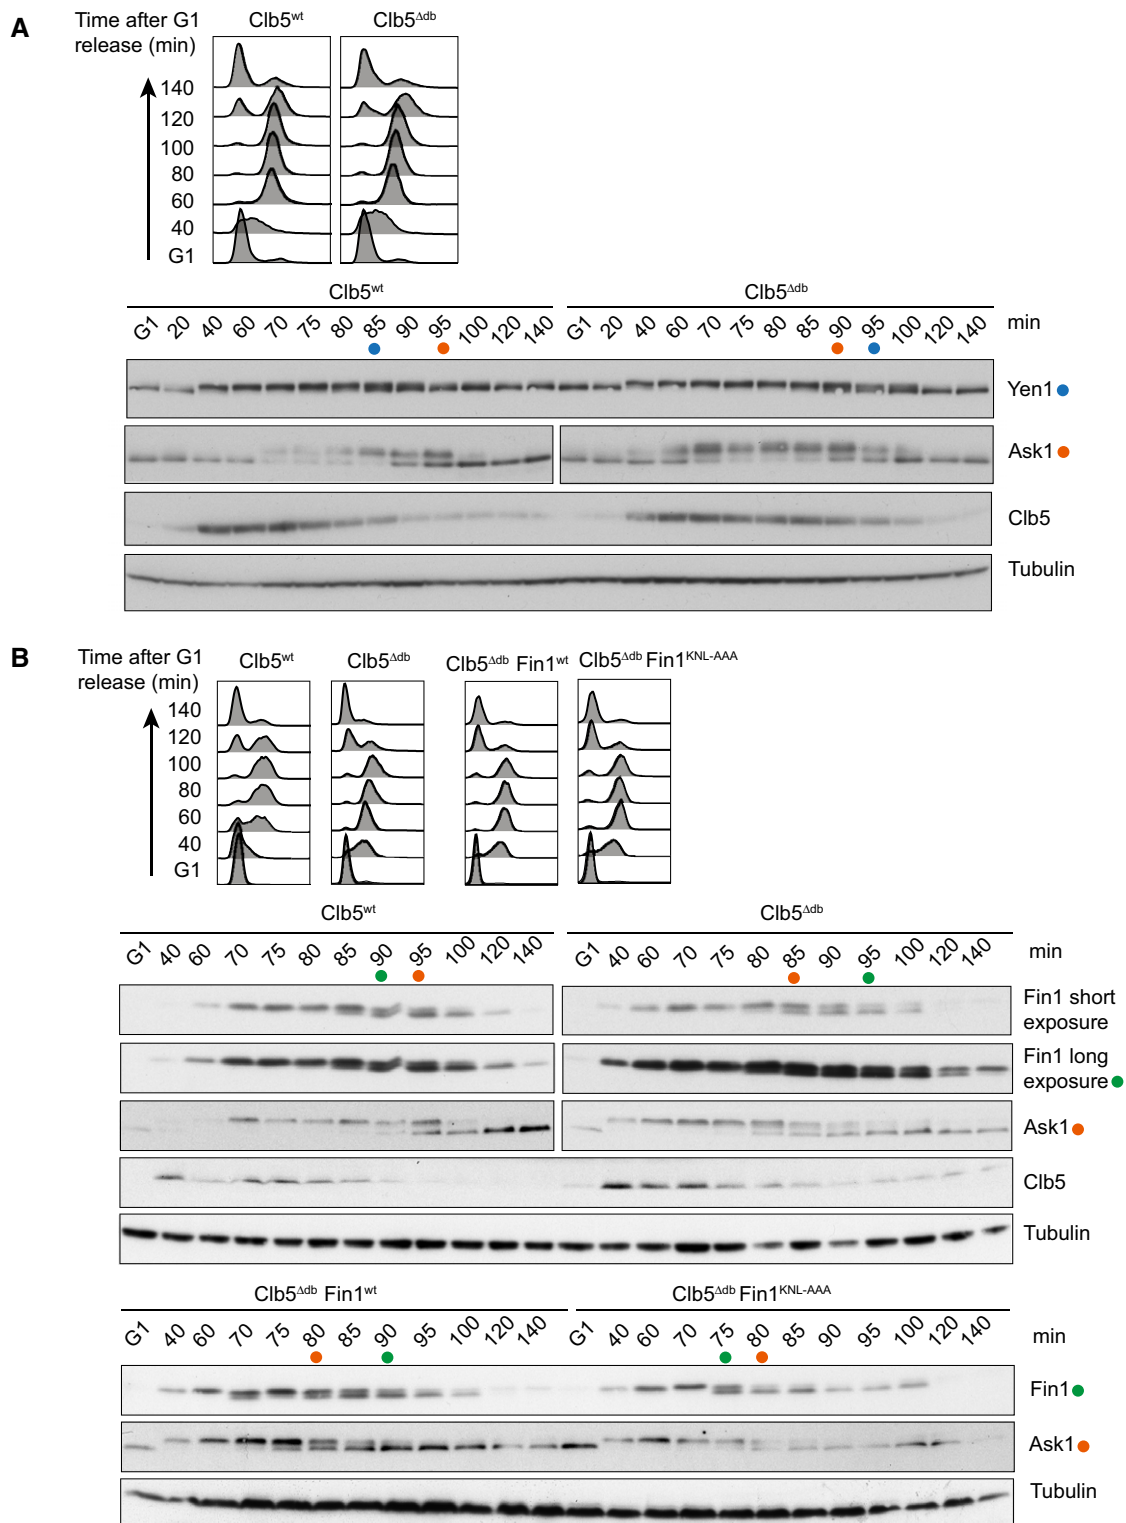 A
Time after G1
release (min)
Clb5wt
Clb5Δdb
140
120
100
80
60
40
G1
Clb5wt
Clb5Δdb
G1 20 40 60 70 75 80 85 90 95 100 120 140 G1 20 40 60 70 75 80 85 90 95 100 120 140 min
Yen1
Ask1
Clb5
Tubulin
B
Time after G1
release (min)
Clb5wt
Clb5Δdb
Clb5Δdb Fin1wt
Clb5Δdb Fin1KNL-AAA
140
120
100
80
60
40
G1
Clb5wt
Clb5Δdb
G1 40 60 70 75 80 85 90 95 100 120 140 G1 40 60 70 75 80 85 90 95 100 120 140 min
Fin1 short
exposure
Fin1 long
exposure
Ask1
Clb5
Tubulin
Clb5Δdb Fin1wt
Clb5Δdb Fin1KNL-AAA
G1 40 60 70 75 80 85 90 95 100 120 140 G1 40 60 70 75 80 85 90 95 100 120 140 min
Fin1
Ask1
Tubulin